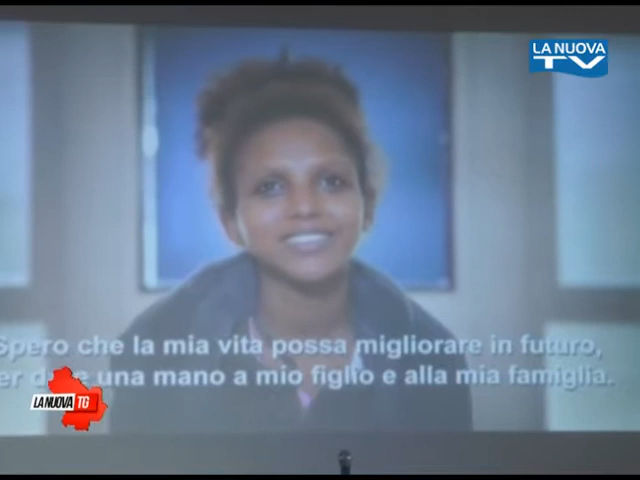 LA NUOVA
TV
Spero che la mia vita possa migliorare in futuro,
una mano a mio figlio e alla mia famiglia.
LA NUOVA TG